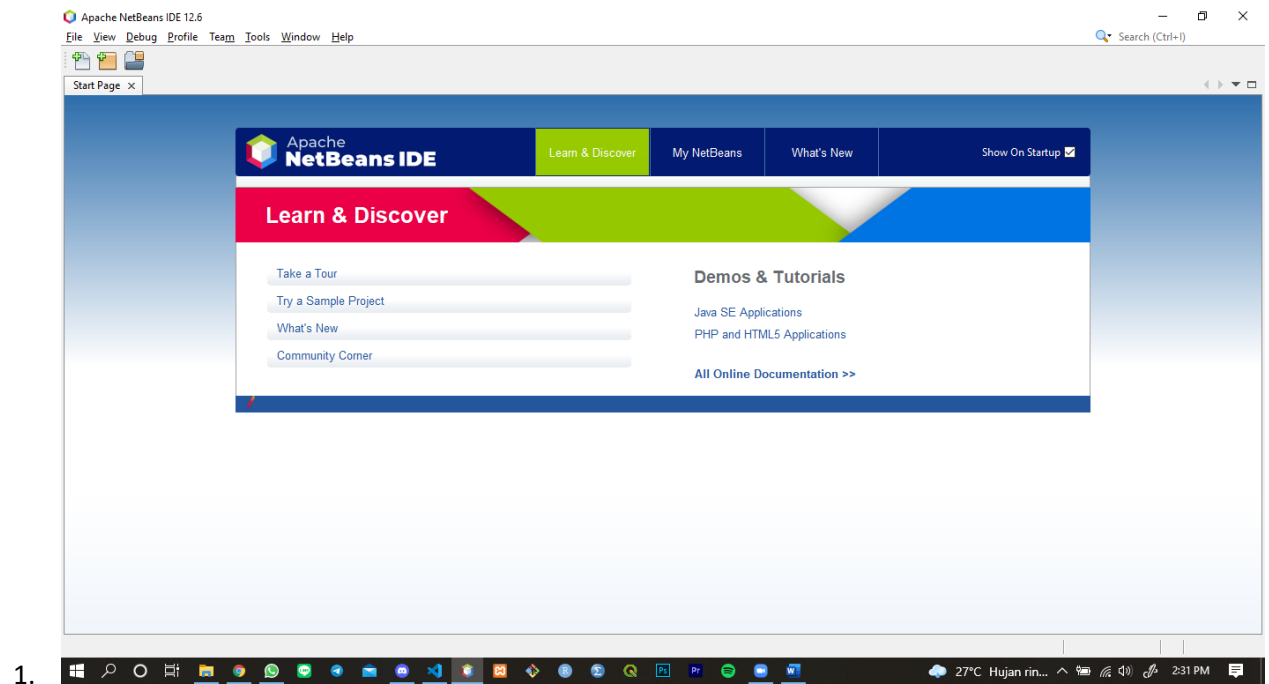 Apache NetBeans IDE 12.6
File View Debug Profile Team Tools Window Help
Search (Ctrl+I)
Start Page
Apache
NetBeans IDE
Learn & Discover
My NetBeans
What's New
Show On Startup
Learn & Discover
Take a Tour
Try a Sample Project
What's New
Community Corner
Demos & Tutorials
Java SE Applications
PHP and HTML5 Applications
All Online Documentation >>
1.
27°C Hujan rin... 2:31 PM